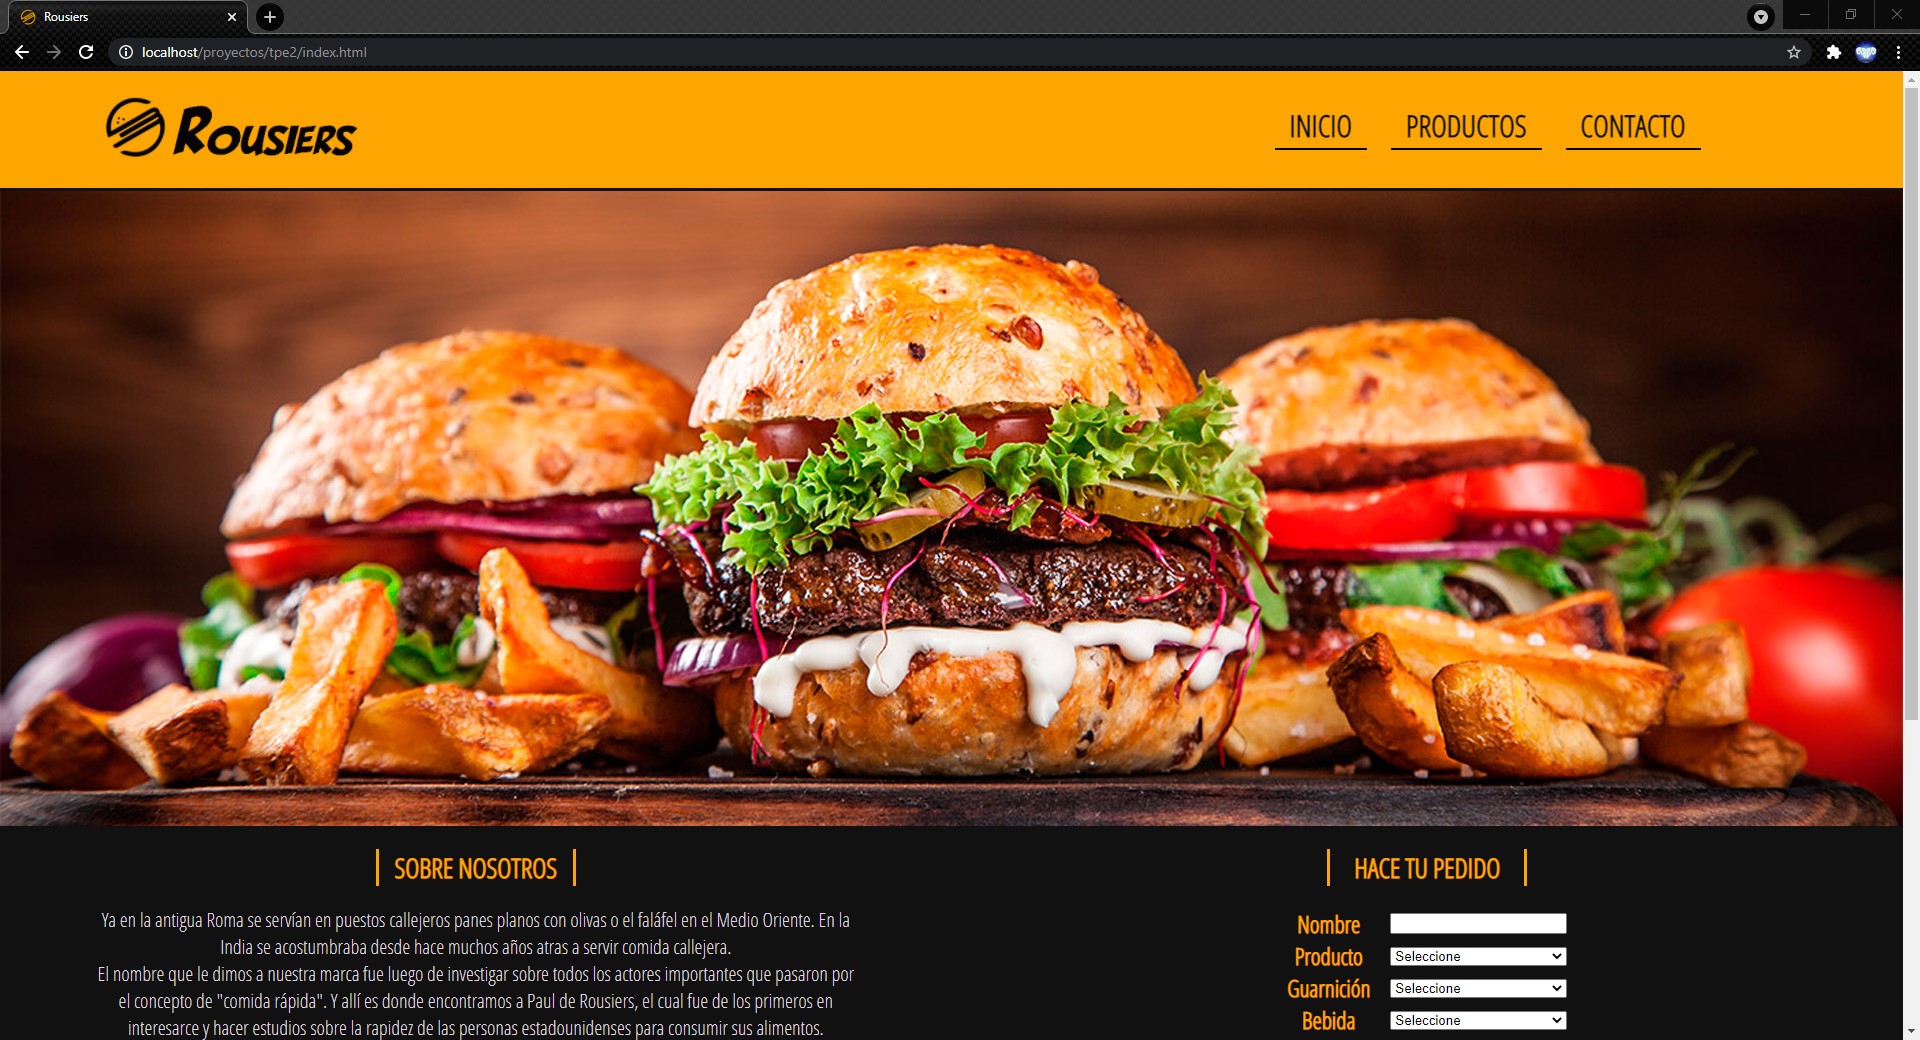 Rousiers
localhost/proyectos/tpe2/index.html
ROUSIERS
INICIO PRODUCTOS CONTACTO
SOBRE NOSOTROS
Ya en la antigua Roma se servían en puestos callejeros panes planos con olivas o el faláfel en el Medio Oriente. En la
India se acostumbraba desde hace muchos años atras a servir comida callejera.
El nombre que le dimos a nuestra marca fue luego de investigar sobre todos los actores importantes que pasaron por
el concepto de "comida rápida". Y allí es donde encontramos a Paul de Rousiers, el cual fue de los primeros en
interesarce y hacer estudios sobre la rapidez de las personas estadounidenses para consumir sus alimentos.
HACE TU PEDIDO
Nombre
Producto Seleccione
Guarnición Seleccione
Bebida Seleccione